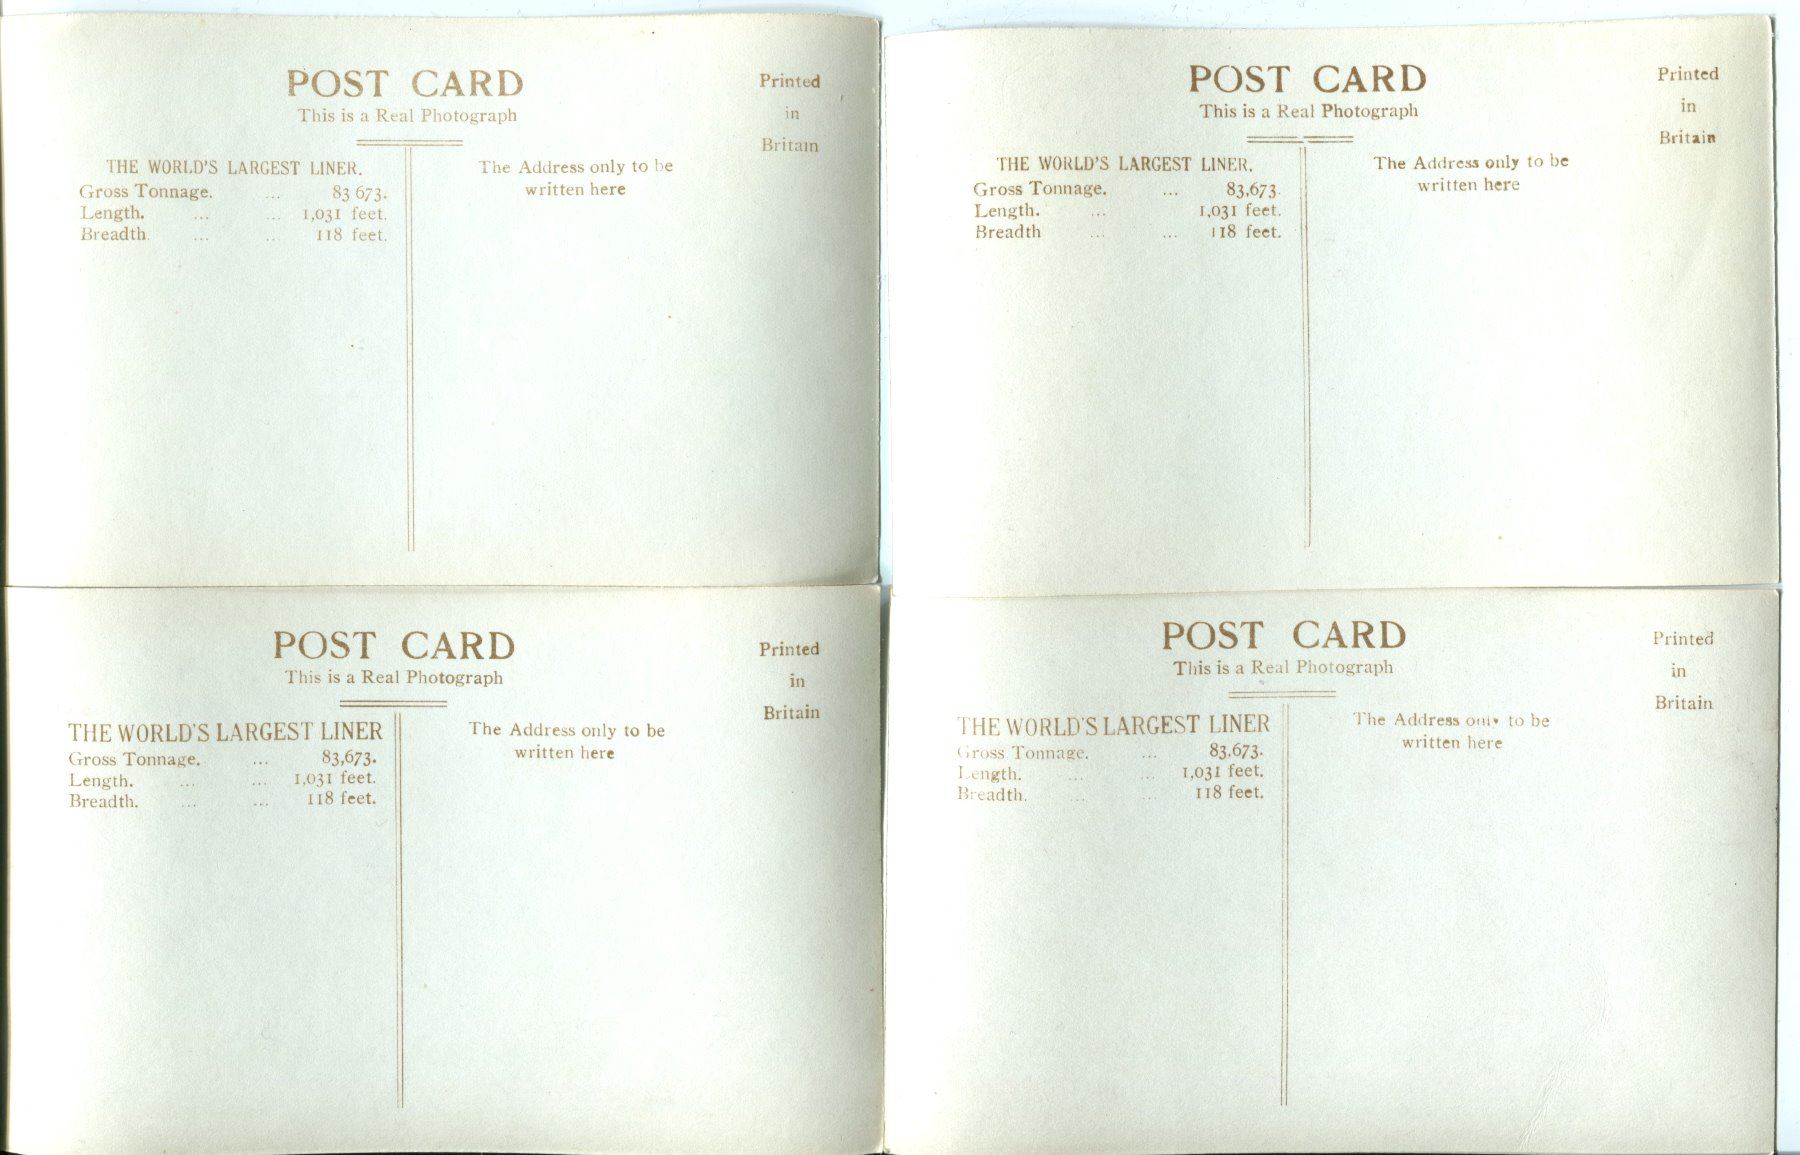 POST CARD
This is a Real Photograph
Printed
in
Britain
THE WORLD'S LARGEST LINER.
Gross Tonnage. ... 83 673.
Length. ... ... 1,031 feet.
Breadth. ... ... 118 feet.
The Address only to be
written here
POST CARD
This is a Real Photograph
Printed
in
Britain
THE WORLD'S LARGEST LINER.
Gross Tonnage. ... 83,673.
Length. ... 1,031 feet.
Breadth ... ... 118 feet.
The Address only to be
written here
POST CARD
This is a Real Photograph
Printed
in
Britain
THE WORLD'S LARGEST LINER
Gross Tonnage. ... 83,673.
Length. ... ... 1,031 feet.
Breadth. ... ... 118 feet.
The Address only to be
written here
POST CARD
This is a Real Photograph
Printed
in
Britain
THE WORLD'S LARGEST LINER
Gross Tonnage. ... 83,673.
Length. ... ... 1,031 feet.
Breadth. ... ... 118 feet.
The Address only to be
written here